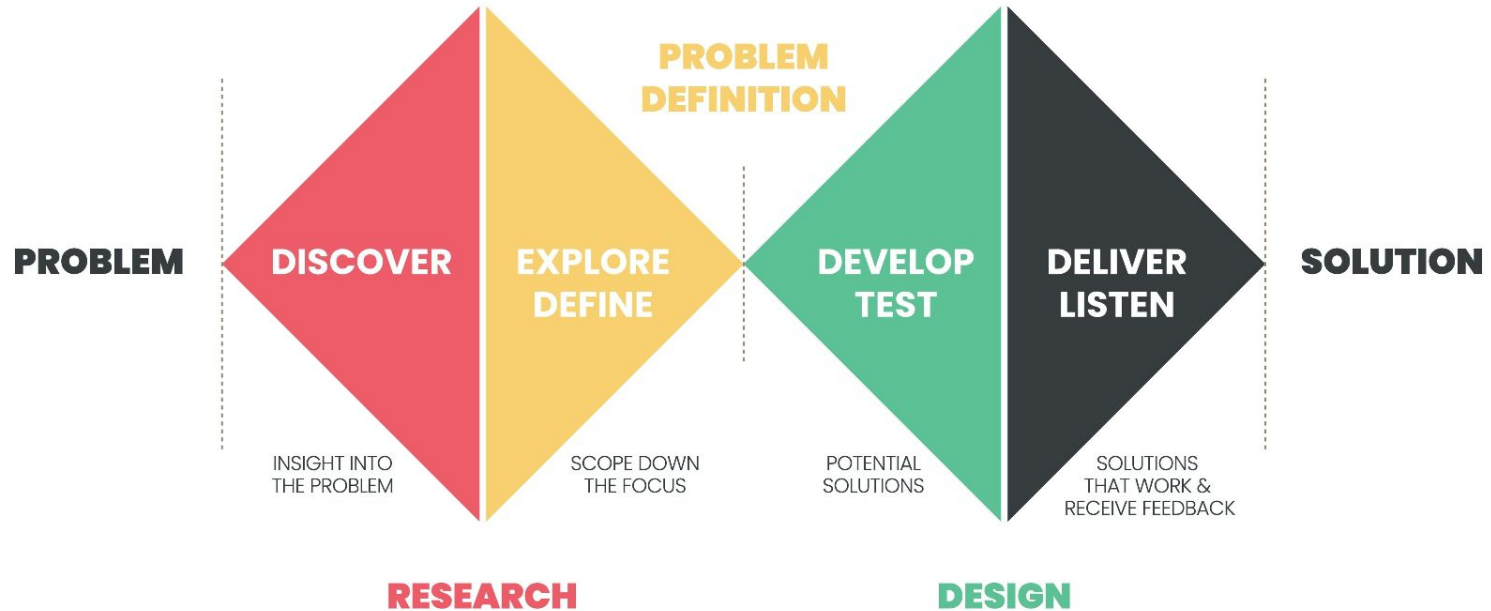 PROBLEM
DEFINITION
PROBLEM
DISCOVER
EXPLORE
DEFINE
DEVELOP
TEST
DELIVER
LISTEN
SOLUTION
INSIGHT INTO
THE PROBLEM
SCOPE DOWN
THE FOCUS
POTENTIAL
SOLUTIONS
SOLUTIONS
THAT WORK &
RECEIVE FEEDBACK
RESEARCH
DESIGN